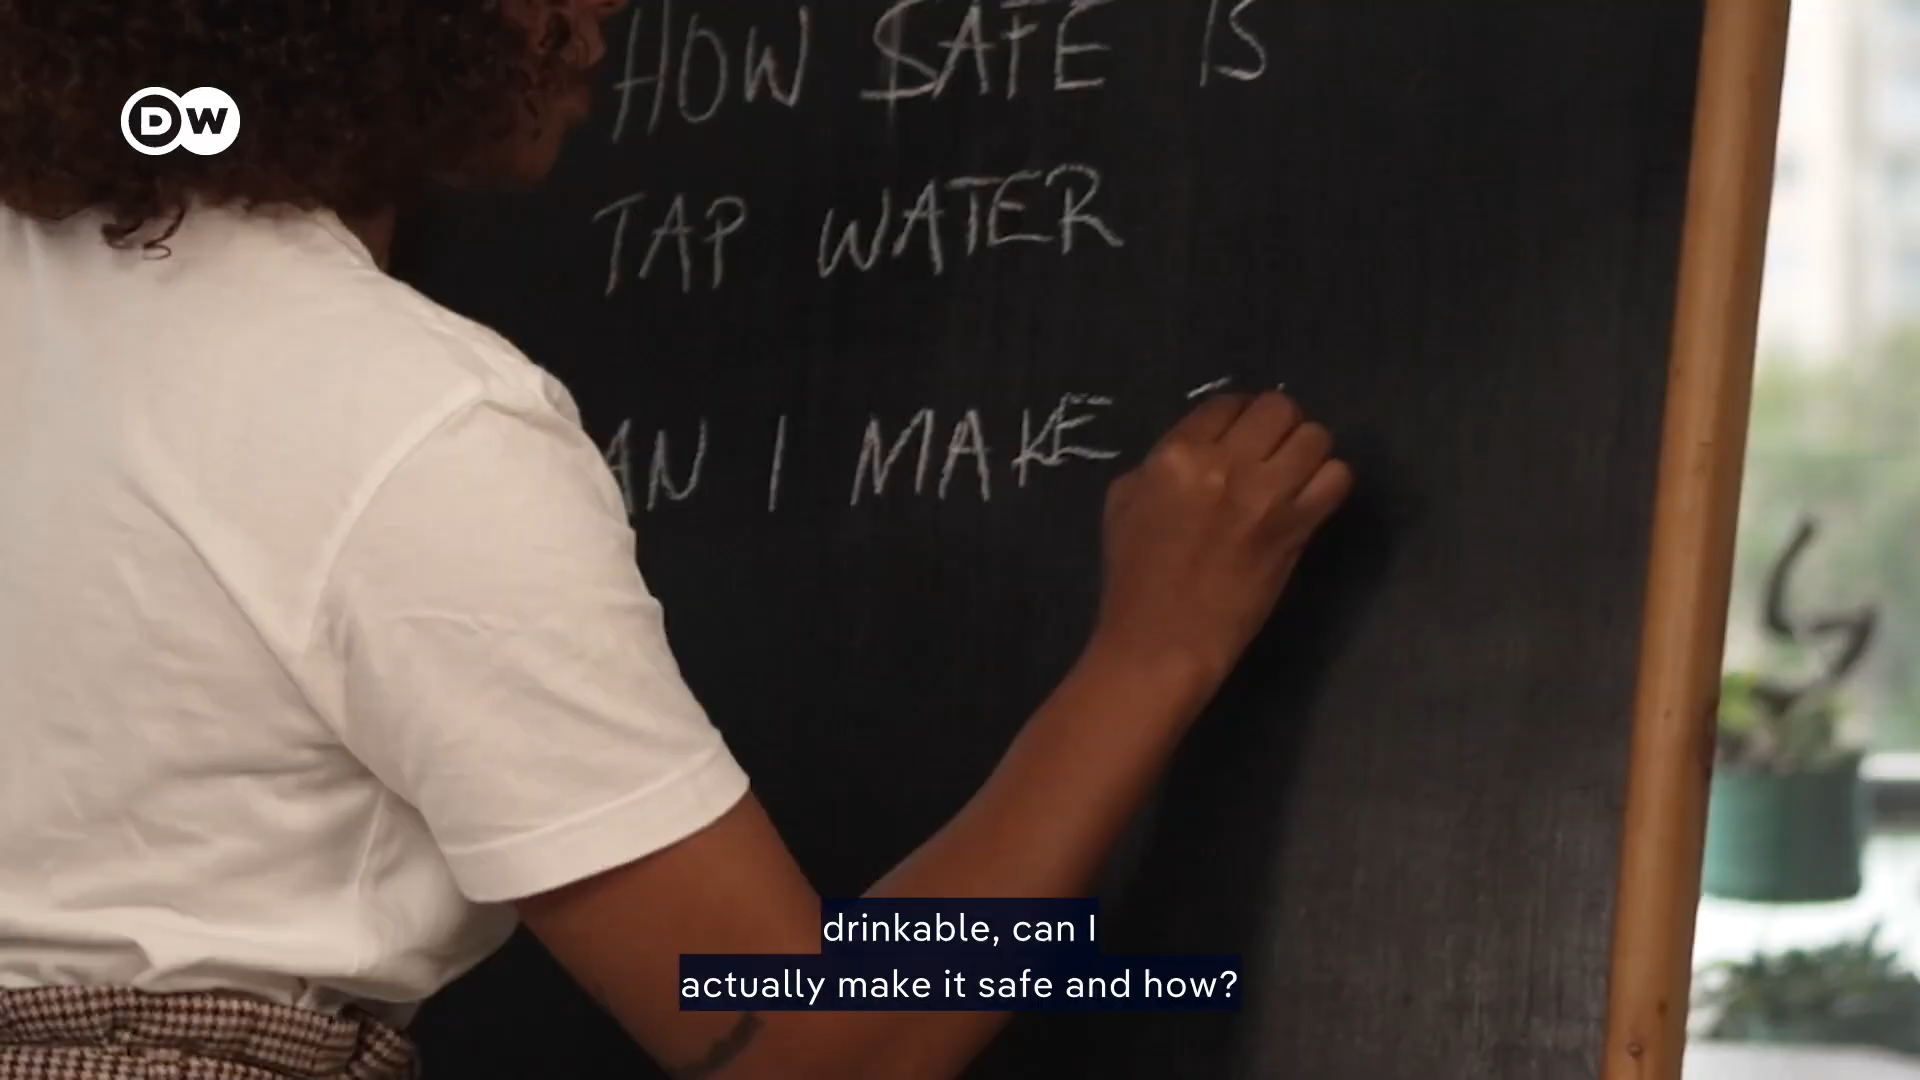 DW
HOW SAFE IS
TAP WATER
AN I MAKE
drinkable, can I
actually make it safe and how?